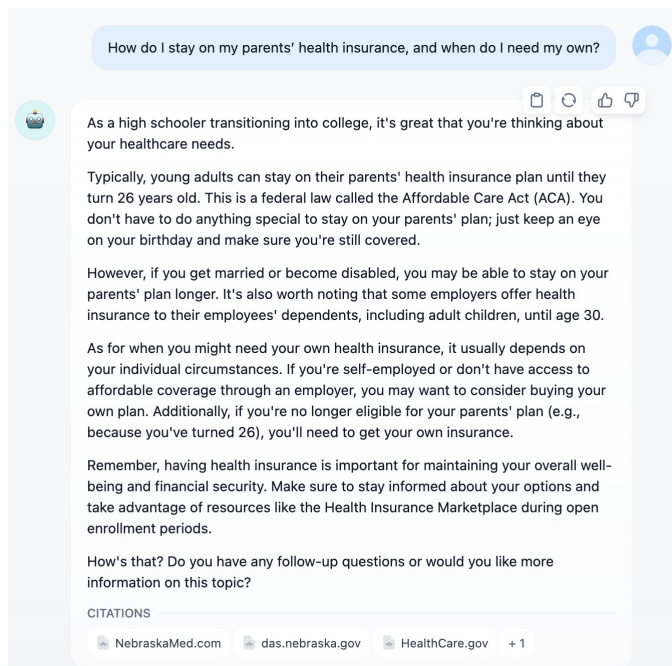 How do I stay on my parents’ health insurance, and when do I need my own?
As a high schooler transitioning into college, it's great that you're thinking about
your healthcare needs.
Typically, young adults can stay on their parents' health insurance plan until they
turn 26 years old. This is a federal law called the Affordable Care Act (ACA). You
don't have to do anything special to stay on your parents' plan; just keep an eye
on your birthday and make sure you're still covered.
However, if you get married or become disabled, you may be able to stay on your
parents' plan longer. It's also worth noting that some employers offer health
insurance to their employees' dependents, including adult children, until age 30.
As for when you might need your own health insurance, it usually depends on
your individual circumstances. If you're self-employed or don't have access to
affordable coverage through an employer, you may want to consider buying your
own plan. Additionally, if you're no longer eligible for your parents' plan (e.g.,
because you've turned 26), you'll need to get your own insurance.
Remember, having health insurance is important for maintaining your overall well-
being and financial security. Make sure to stay informed about your options and
take advantage of resources like the Health Insurance Marketplace during open
enrollment periods.
How's that? Do you have any follow-up questions or would you like more
information on this topic?
CITATIONS
NebraskaMed.com das.nebraska.gov HealthCare.gov + 1